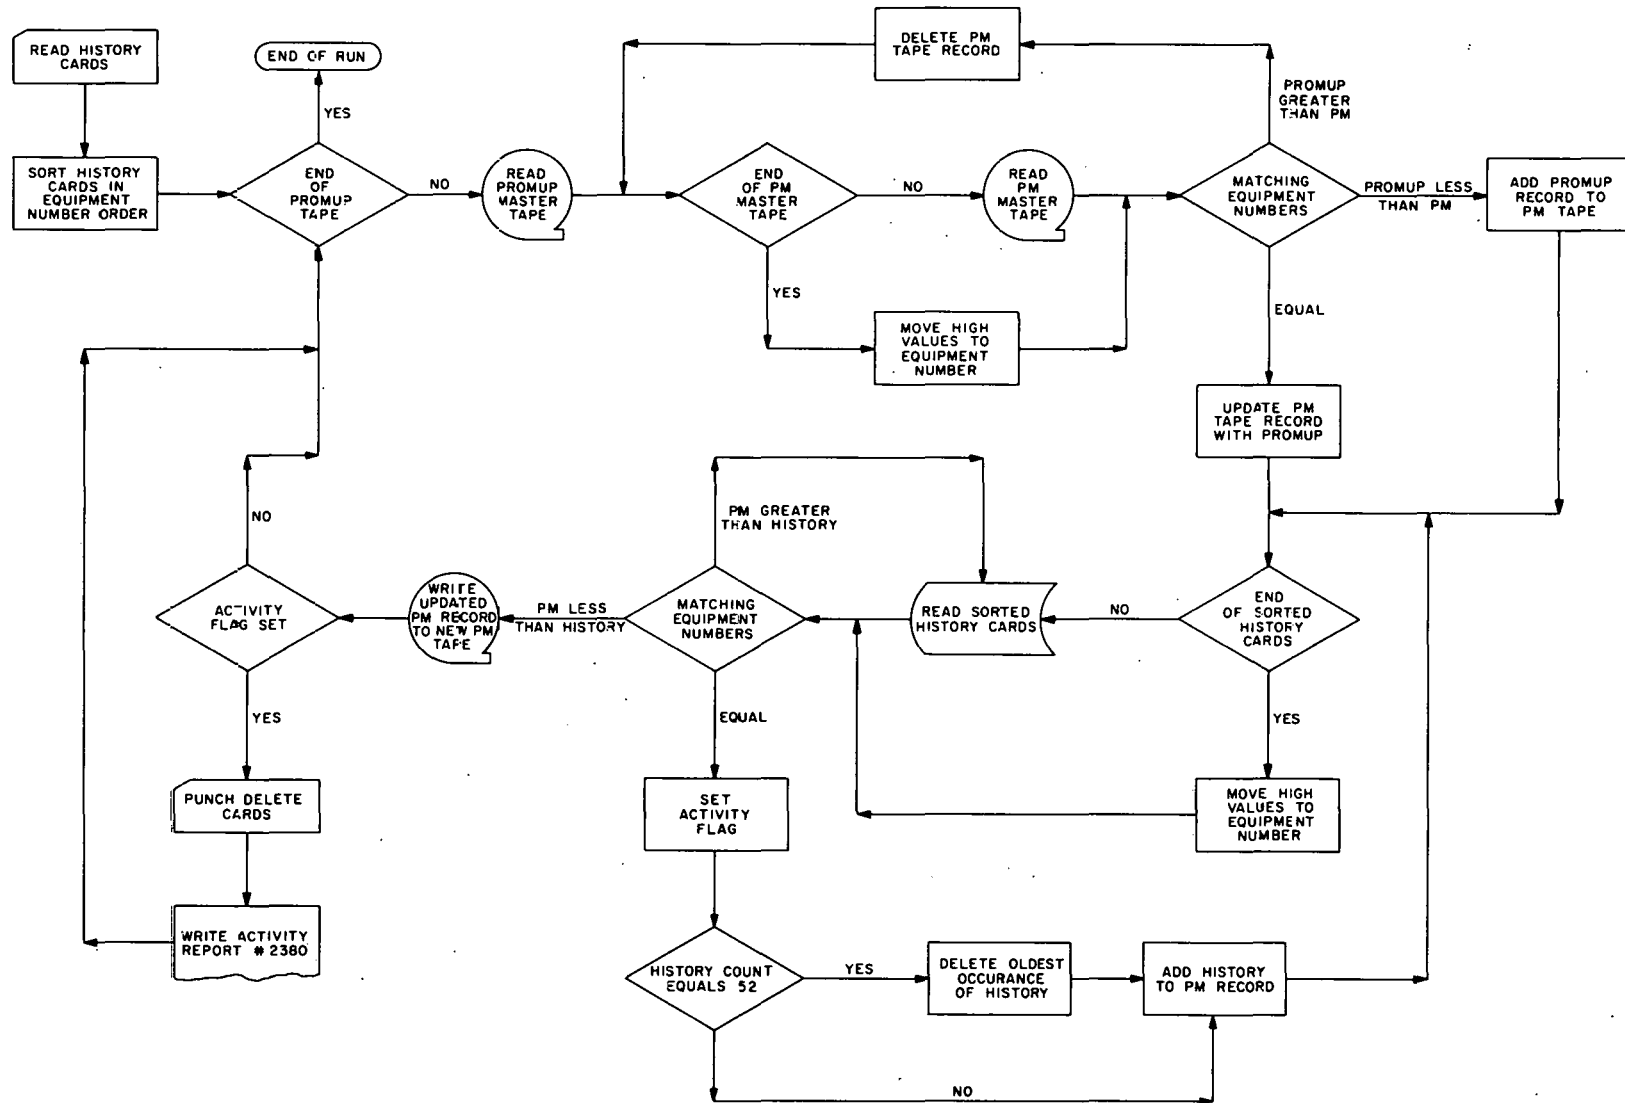 READ HISTORY
CARDS
END OF RUN
DELETE PM
TAPE RECORD
YES
PROMUP
GREATER
THAN PM
SORT HISTORY
CARDS IN
EQUIPMENT
NUMBER ORDER
END
OF
PROMUP
TAPE
NO
READ
PROMUP
MASTER
TAPE
END
OF PM
MASTER
TAPE
NO
READ
PM
MASTER
TAPE
MATCHING
EQUIPMENT
NUMBERS
PROMUP LESS
THAN PM
ADD PROMUP
RECORD TO
PM TAPE
YES
EQUAL
MOVE HIGH
VALUES TO
EQUIPMENT
NUMBER
UPDATE PM
TAPE RECORD
WITH PROMUP
NO
PM GREATER
THAN HISTORY
ACTIVITY
FLAG SET
WRITE
UPDATED
PM RECORD
TO NEW PM
TAPE
PM LESS
THAN HISTORY
MATCHING
EQUIPMENT
NUMBERS
READ SORTED
HISTORY CARDS
NO
END
OF SORTED
HISTORY
CARDS
YES
EQUAL
YES
PUNCH DELETE
CARDS
SET
ACTIVITY
FLAG
MOVE HIGH
VALUES TO
EQUIPMENT
NUMBER
WRITE ACTIVITY
REPORT #2380
HISTORY COUNT
EQUALS 52
YES
DELETE OLDEST
OCCURANCE
OF HISTORY
ADD HISTORY
TO PM RECORD
NO